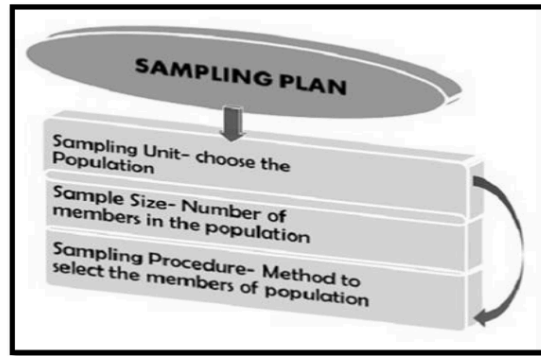 SAMPLING PLAN
Sampling Unit- choose the
Population
Sample Size- Number of
members in the population
Sampling Procedure- Method to
select the members of population